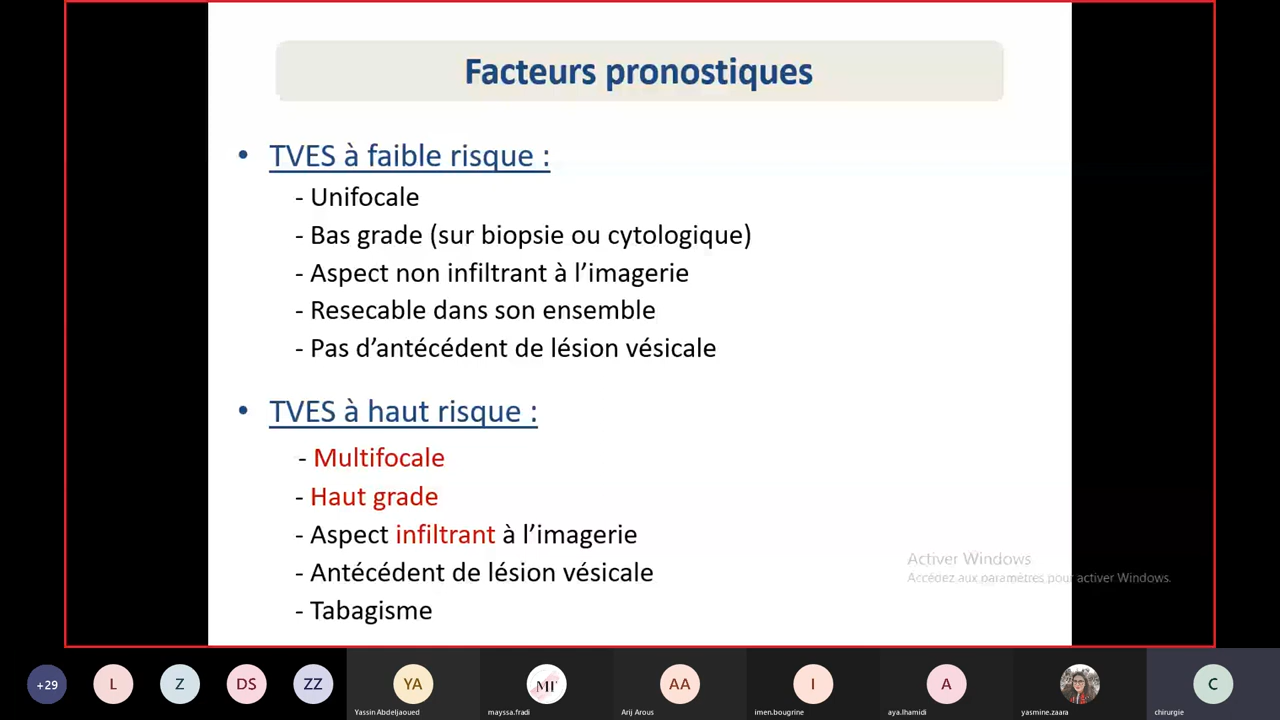 Facteurs pronostiques
• TVES à faible risque :
- Unifocale
- Bas grade (sur biopsie ou cytologique)
- Aspect non infiltrant à l’imagerie
- Resecable dans son ensemble
- Pas d’antécédent de lésion vésicale
• TVES à haut risque :
- Multifocale
- Haut grade
- Aspect infiltrant à l’imagerie
- Antécédent de lésion vésicale
- Tabagisme
Activer Windows
Accédez aux paramètres pour activer Windows.
+29 L Z DS ZZ YA MF AA I A C
Yassin Abdeljaoued mayssa.fradi Arij Arous imen.bougrine aya.lhamidi yasmine.zaara chirurgie